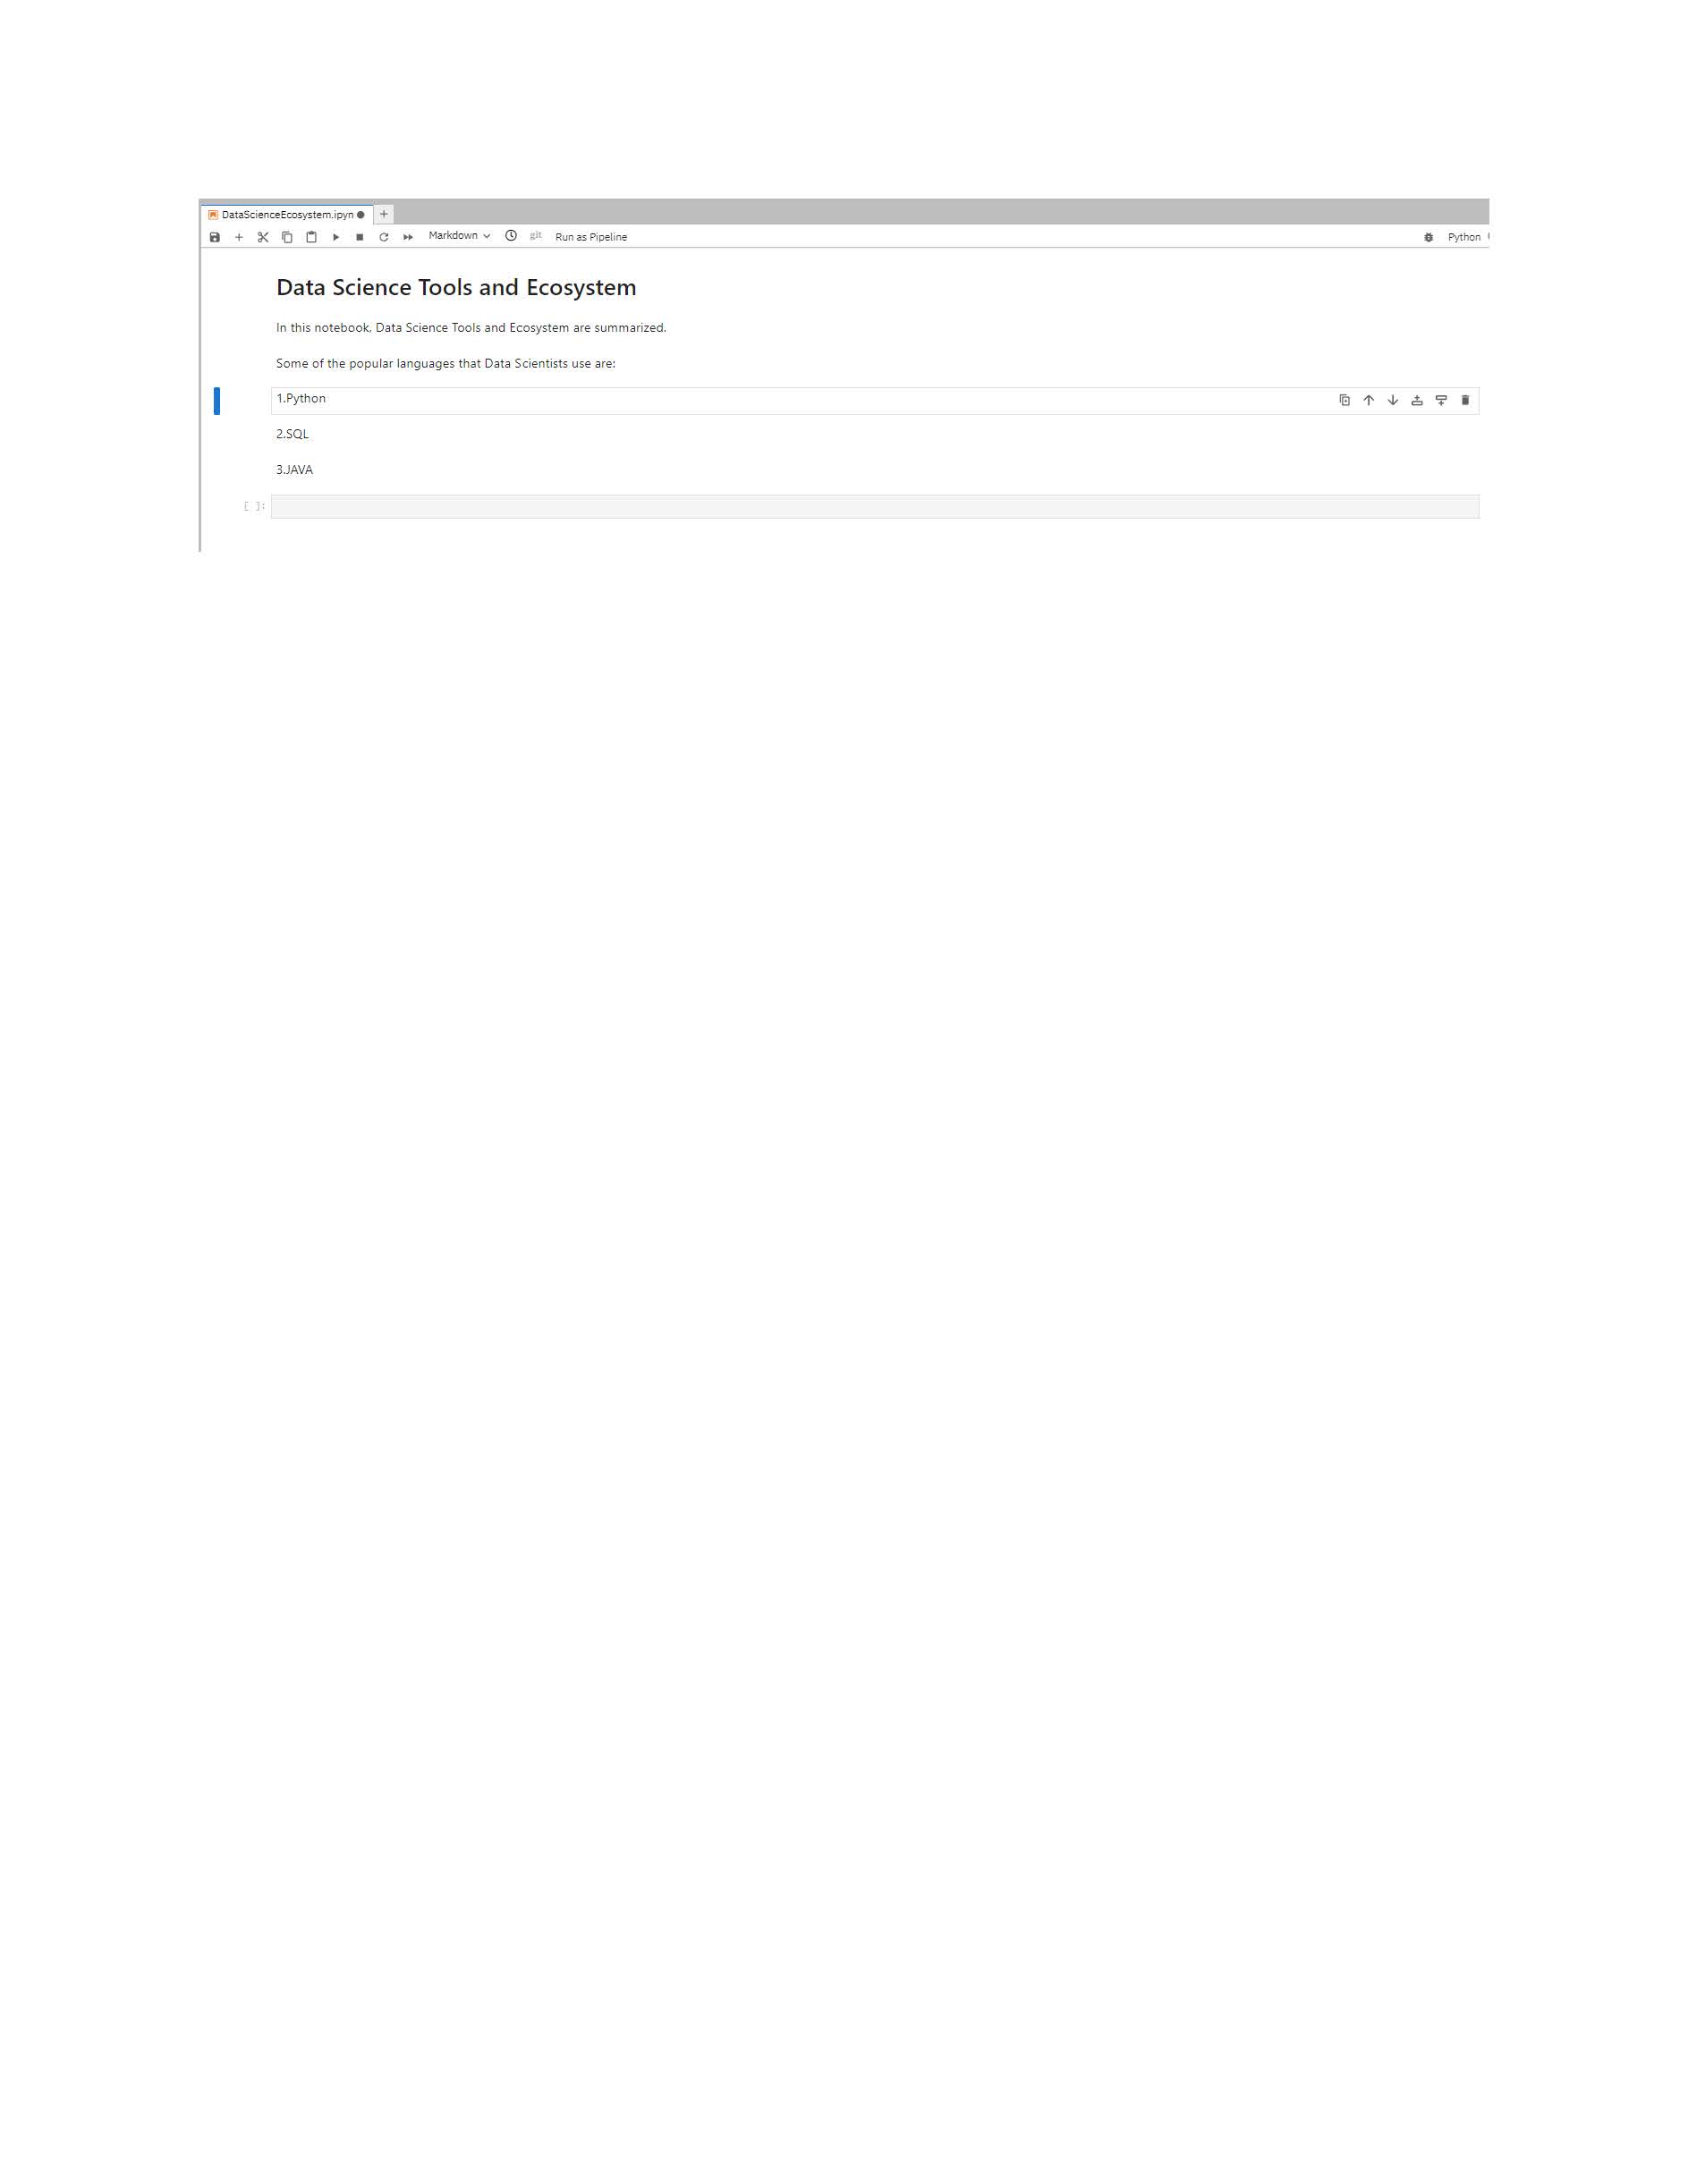 DataScienceEcosystem.ipyn
Markdown git Run as Pipeline Python
Data Science Tools and Ecosystem
In this notebook, Data Science Tools and Ecosystem are summarized.
Some of the popular languages that Data Scientists use are:
1.Python
2.SQL
3.JAVA
[ ]: